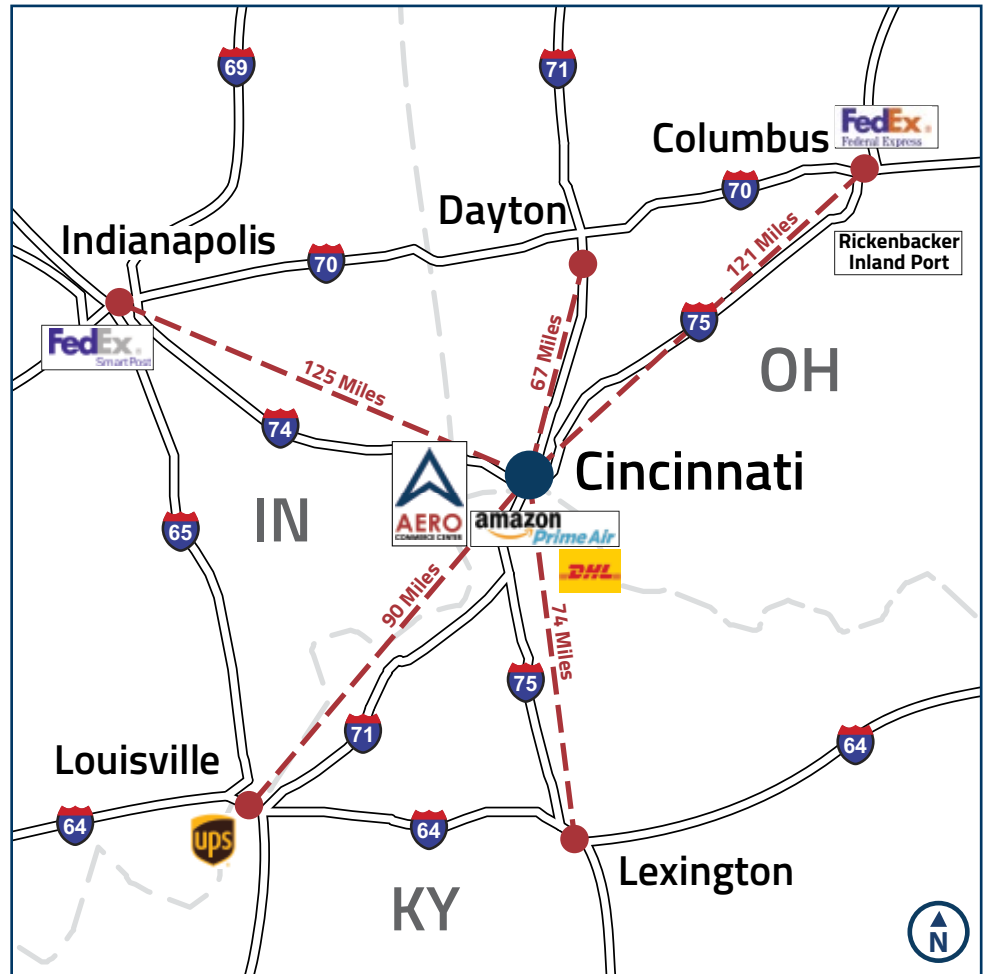 69
71
FedEx®
Federal Express
Columbus
70
Dayton
Indianapolis
70
121 Miles
Rickenbacker
Inland Port
FedEx®
SmartPost
75
67 Miles
125 Miles
OH
74
Cincinnati
AERO
COMMERCE CENTER
amazon
Prime Air
IN
65
DHL
90 Miles
74 Miles
75
71
64
Louisville
64
ups
64
Lexington
KY
N